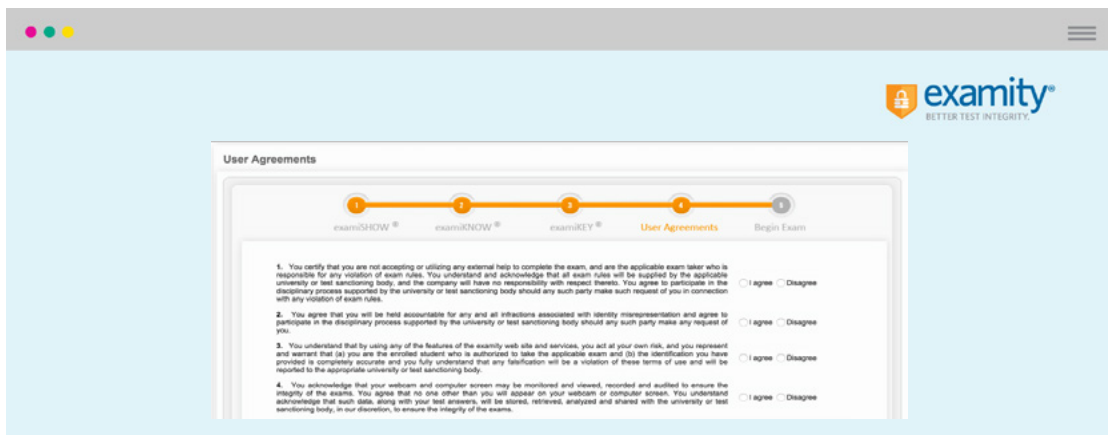 examity®
BETTER TEST INTEGRITY.
User Agreements
1 2 3 4 5
examiSHOW ® examiKNOW ® examiKEY ® User Agreements Begin Exam
1. You certify that you are not accepting or utilizing any external help to complete the exam, and are the applicable exam taker who is
responsible for any violation of exam rules. You understand and acknowledge that all exam rules will be supplied by the applicable
university or test sanctioning body, and the company will have no responsibility with respect thereto. You agree to participate in the
disciplinary process supported by the university or test sanctioning body should any such party make such request of you in connection
with any violation of exam rules.
I agree Disagree
2. You agree that you will be held accountable for any and all infractions associated with identity misrepresentation and agree to
participate in the disciplinary process supported by the university or test sanctioning body should any such party make any request of
you.
I agree Disagree
3. You understand that by using any of the features of the examity web site and services, you act at your own risk, and you represent
and warrant that (a) you are the enrolled student who is authorized to take the applicable exam and (b) the identification you have
provided is completely accurate and you fully understand that any falsification will be a violation of these terms of use and will be
reported to the appropriate university or test sanctioning body.
I agree Disagree
4. You acknowledge that your webcam and computer screen may be monitored and viewed, recorded and audited to ensure the
integrity of the exams. You agree that no one other than you will appear on your webcam or computer screen. You understand
acknowledge that such data, along with your test answers, will be stored, retrieved, analyzed and shared with the university or test
sanctioning body, in our discretion, to ensure the integrity of the exams.
I agree Disagree